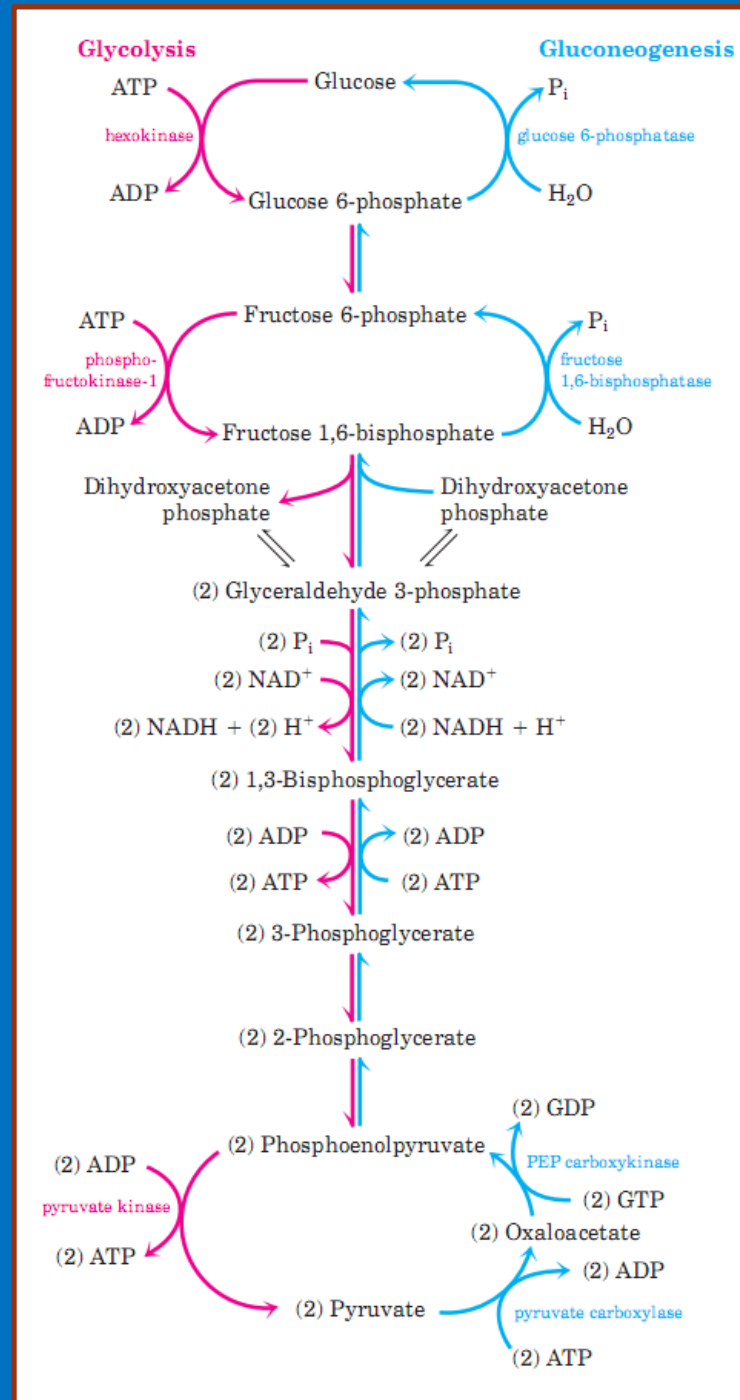 Glycolysis
Gluconeogenesis
ATP
Glucose
Pi
hexokinase
glucose 6-phosphatase
ADP
Glucose 6-phosphate
H₂O
ATP
Fructose 6-phosphate
Pi
phospho-
fructokinase-1
fructose
1,6-bisphosphatase
ADP
Fructose 1,6-bisphosphate
H₂O
Dihydroxyacetone
phosphate
Dihydroxyacetone
phosphate
(2) Glyceraldehyde 3-phosphate
(2) Pi
(2) Pi
(2) NAD⁺
(2) NAD⁺
(2) NADH + (2) H⁺
(2) NADH + H⁺
(2) 1,3-Bisphosphoglycerate
(2) ADP
(2) ADP
(2) ATP
(2) ATP
(2) 3-Phosphoglycerate
(2) 2-Phosphoglycerate
(2) GDP
(2) Phosphoenolpyruvate
(2) ADP
PEP carboxykinase
pyruvate kinase
(2) GTP
(2) Oxaloacetate
(2) ATP
(2) ADP
(2) Pyruvate
pyruvate carboxylase
(2) ATP